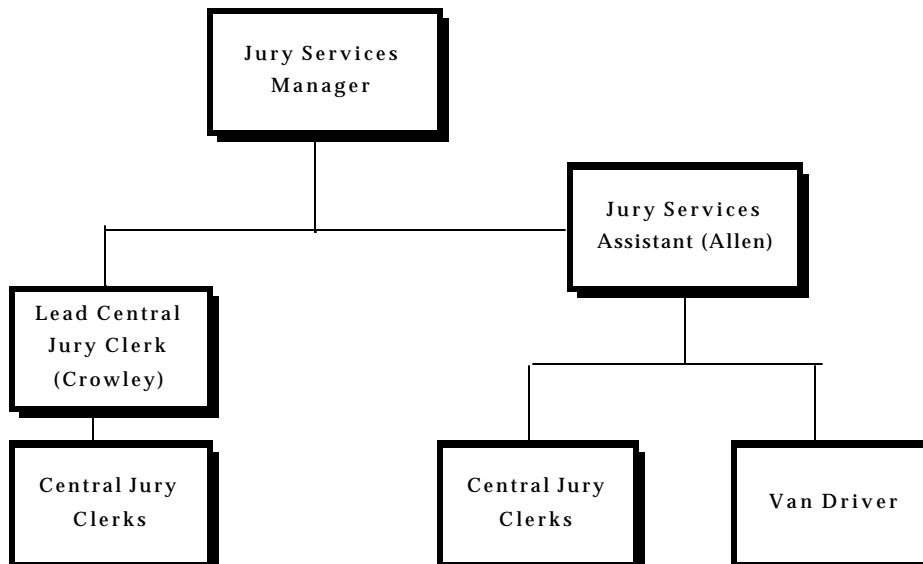 Jury Services
Manager
Jury Services
Assistant (Allen)
Lead Central
Jury Clerk
(Crowley)
Central Jury
Clerks
Central Jury
Clerks
Van Driver